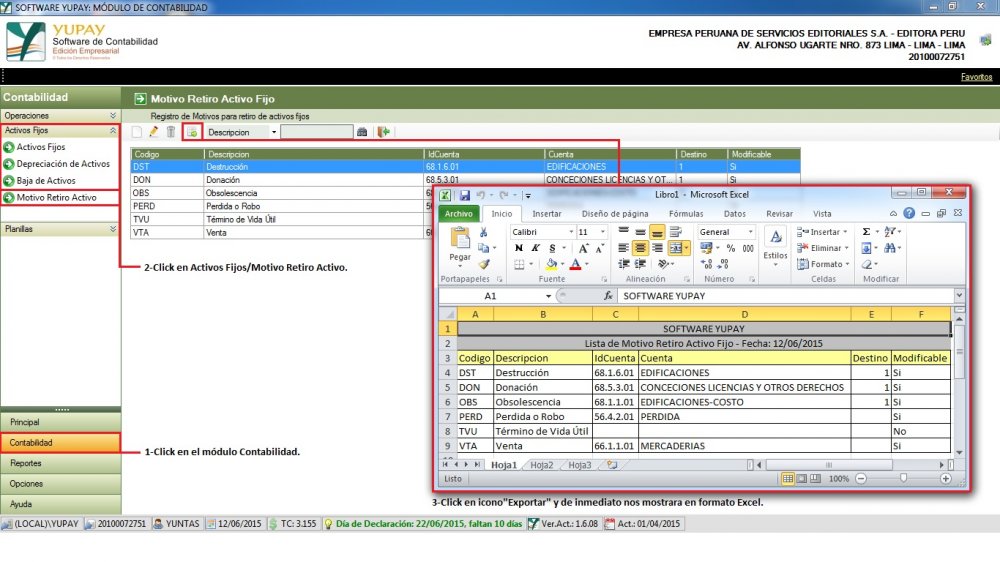 SOFTWARE YUPAY: MÓDULO DE CONTABILIDAD
YUPAY
Software de Contabilidad
Edición Empresarial
EMPRESA PERUANA DE SERVICIOS EDITORIALES S.A. - EDITORA PERU
AV. ALFONSO UGARTE NRO. 873 LIMA - LIMA - LIMA
20100072751
Favoritos
Contabilidad
Motivo Retiro Activo Fijo
Operaciones
Registro de Motivos para retiro de activos fijos
Activos Fijos
Descripcion
Activos Fijos
Depreciación de Activos
Baja de Activos
Motivo Retiro Activo
Planillas
Codigo Descripcion IdCuenta Cuenta Destino Modificable
DST Destrucción 68.1.6.01 EDIFICACIONES 1 Si
DON Donación 68.5.3.01 CONCECIONES LICENCIAS Y OT... 1 Si
OBS Obsolescencia
PERD Perdida o Robo
TVU Témino de Vida Útil
VTA Venta
2-Click en Activos Fijos/Motivo Retiro Activo.
Libro1 - Microsoft Excel
Archivo Inicio Insertar Diseño de página Fórmulas Datos Revisar Vista
Pegar
Calibri 11
N K S
General
% 000
Estilos
Insertar
Eliminar
Formato
Portapapeles Fuente Alineación Número Celdas Modificar
A1 fx SOFTWARE YUPAY
A B C D E F
1 SOFTWARE YUPAY
2 Lista de Motivo Retiro Activo Fijo - Fecha: 12/06/2015
3 Codigo Descripcion IdCuenta Cuenta Destino Modificable
4 DST Destrucción 68.1.6.01 EDIFICACIONES 1 Si
5 DON Donación 68.5.3.01 CONCECIONES LICENCIAS Y OTROS DERECHOS 1 Si
6 OBS Obsolescencia 68.1.1.01 EDIFICACIONES-COSTO 1 Si
7 PERD Perdida o Robo 56.4.2.01 PERDIDA Si
8 TVU Término de Vida Útil No
9 VTA Venta 66.1.1.01 MERCADERIAS Si
Hoja1 Hoja2 Hoja3
Listo 100%
Principal
Contabilidad
Reportes
Opciones
Ayuda
1-Click en el módulo Contabilidad.
3-Click en icono"Exportar" y de inmediato nos mostrara en formato Excel.
(LOCAL)\YUPAY 20100072751 YUNTAS 12/06/2015 TC: 3.155 Día de Declaración: 22/06/2015, faltan 10 días Ver.Act.: 1.6.08 Act.: 01/04/2015